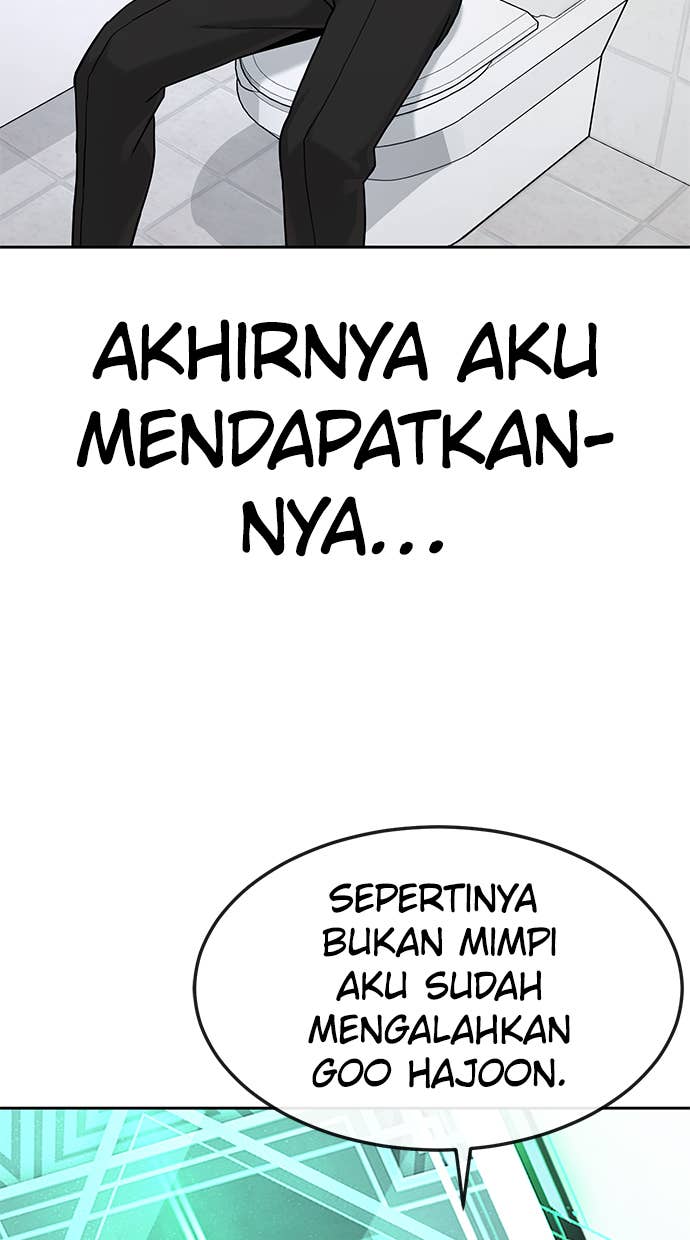 AKHIRNYA AKU
MENDAPATKAN-
NYA...
SEPERTINYA
BUKAN MIMPI
AKU SUDAH
MENGALAHKAN
GOO HAJOON.